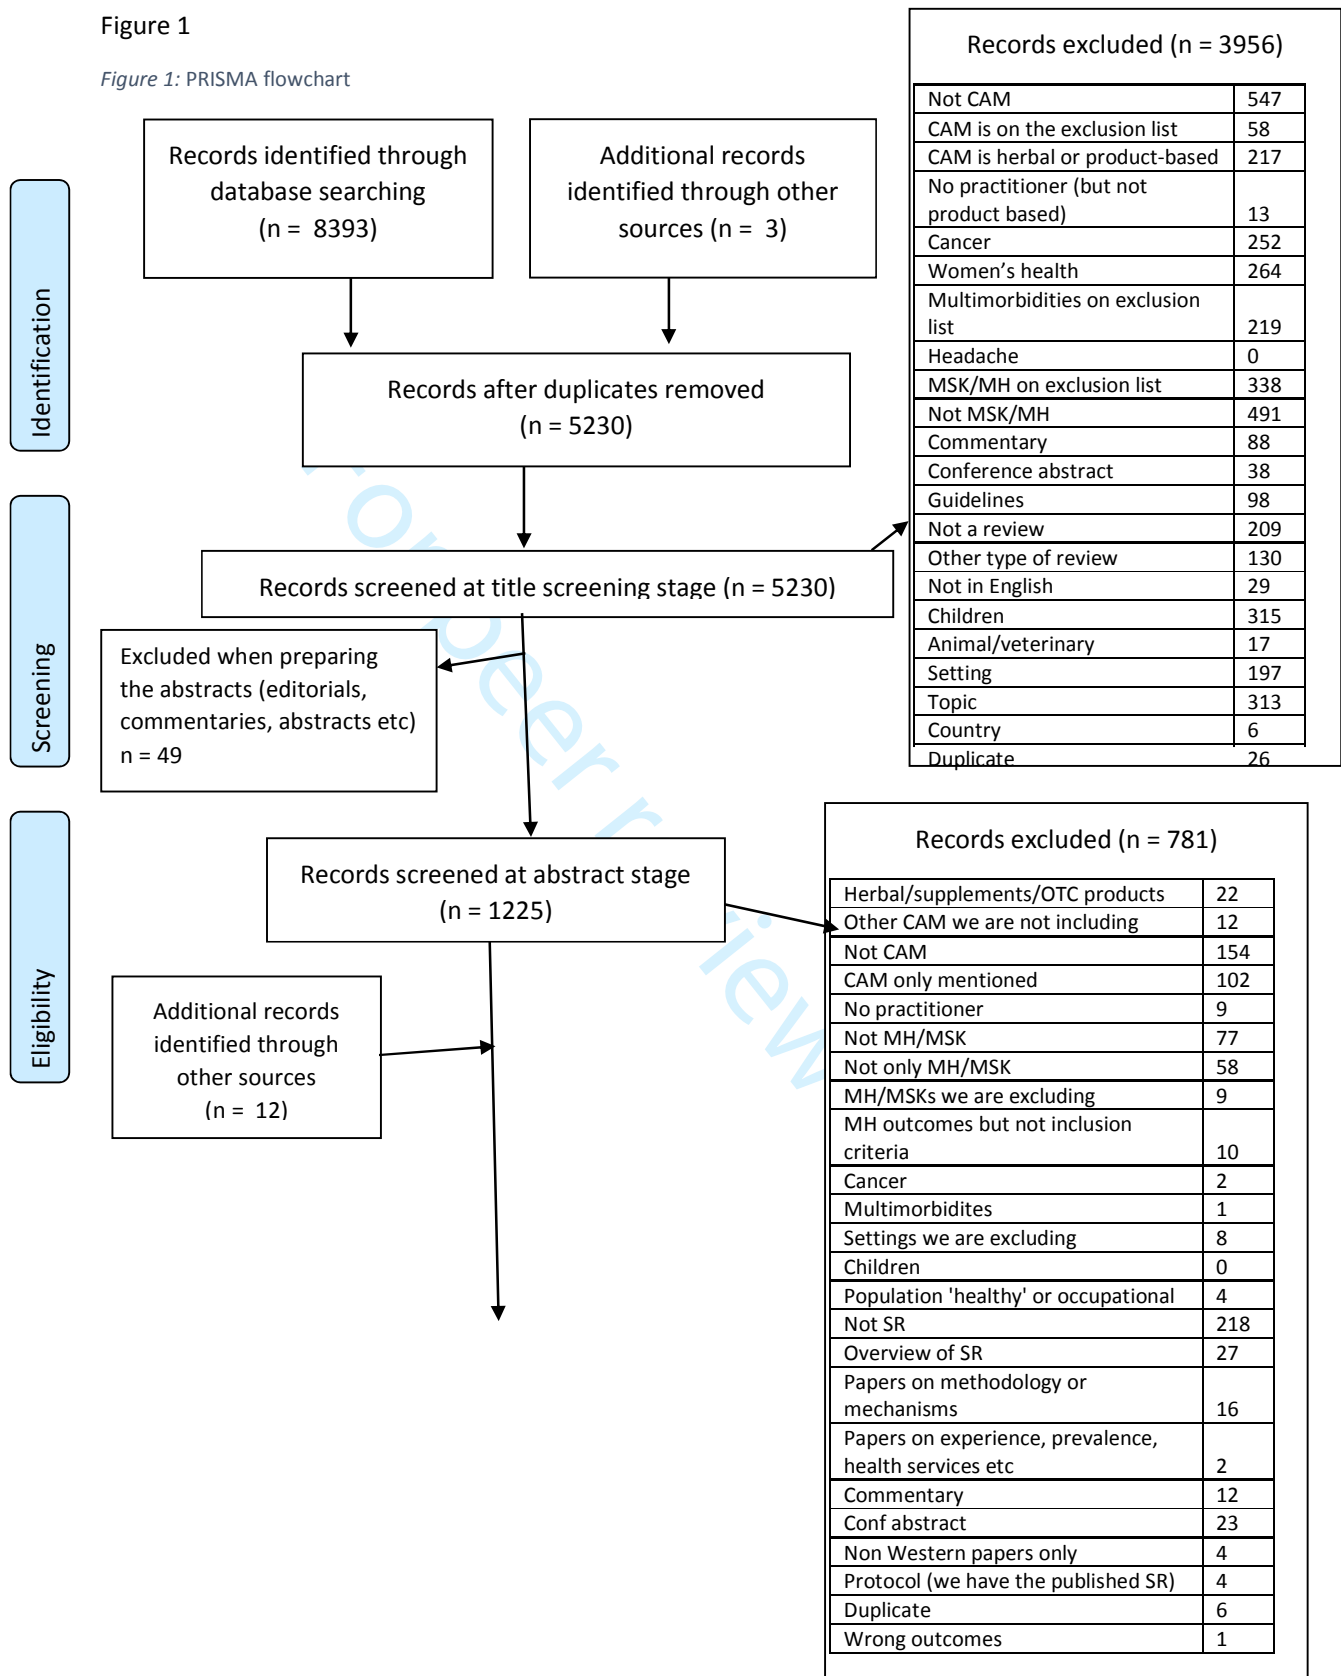 Figure 1
Figure 1: PRISMA flowchart
Records identified through
database searching
(n = 8393)
Additional records
identified through other
sources (n = 3)
Records after duplicates removed
(n = 5230)
Records screened at title screening stage (n = 5230)
Excluded when preparing
the abstracts (editorials,
commentaries, abstracts etc)
n = 49
Records screened at abstract stage
(n = 1225)
Additional records
identified through
other sources
(n = 12)
Identification
Screening
Eligibility
Records excluded (n = 3956)
Not CAM 547
CAM is on the exclusion list 58
CAM is herbal or product-based 217
No practitioner (but not
product based) 13
Cancer 252
Women's health 264
Multimorbidities on exclusion
list 219
Headache 0
MSK/MH on exclusion list 338
Not MSK/MH 491
Commentary 88
Conference abstract 38
Guidelines 98
Not a review 209
Other type of review 130
Not in English 29
Children 315
Animal/veterinary 17
Setting 197
Topic 313
Country 6
Duplicate 26
Records excluded (n = 781)
Herbal/supplements/OTC products 22
Other CAM we are not including 12
Not CAM 154
CAM only mentioned 102
No practitioner 9
Not MH/MSK 77
Not only MH/MSK 58
MH/MSKs we are excluding 9
MH outcomes but not inclusion
criteria 10
Cancer 2
Multimorbidites 1
Settings we are excluding 8
Children 0
Population 'healthy' or occupational 4
Not SR 218
Overview of SR 27
Papers on methodology or
mechanisms 16
Papers on experience, prevalence,
health services etc 2
Commentary 12
Conf abstract 23
Non Western papers only 4
Protocol (we have the published SR) 4
Duplicate 6
Wrong outcomes 1